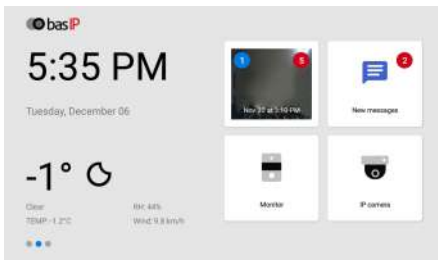 bas IP
5:35 PM
Tuesday, December 06
-1°
Clear
RH: 44%
TEMP: -1.2°C
Wind: 9.8 km/h
1
5
Nov 30 at 5:10 PM
2
New messages
Monitor
IP camera